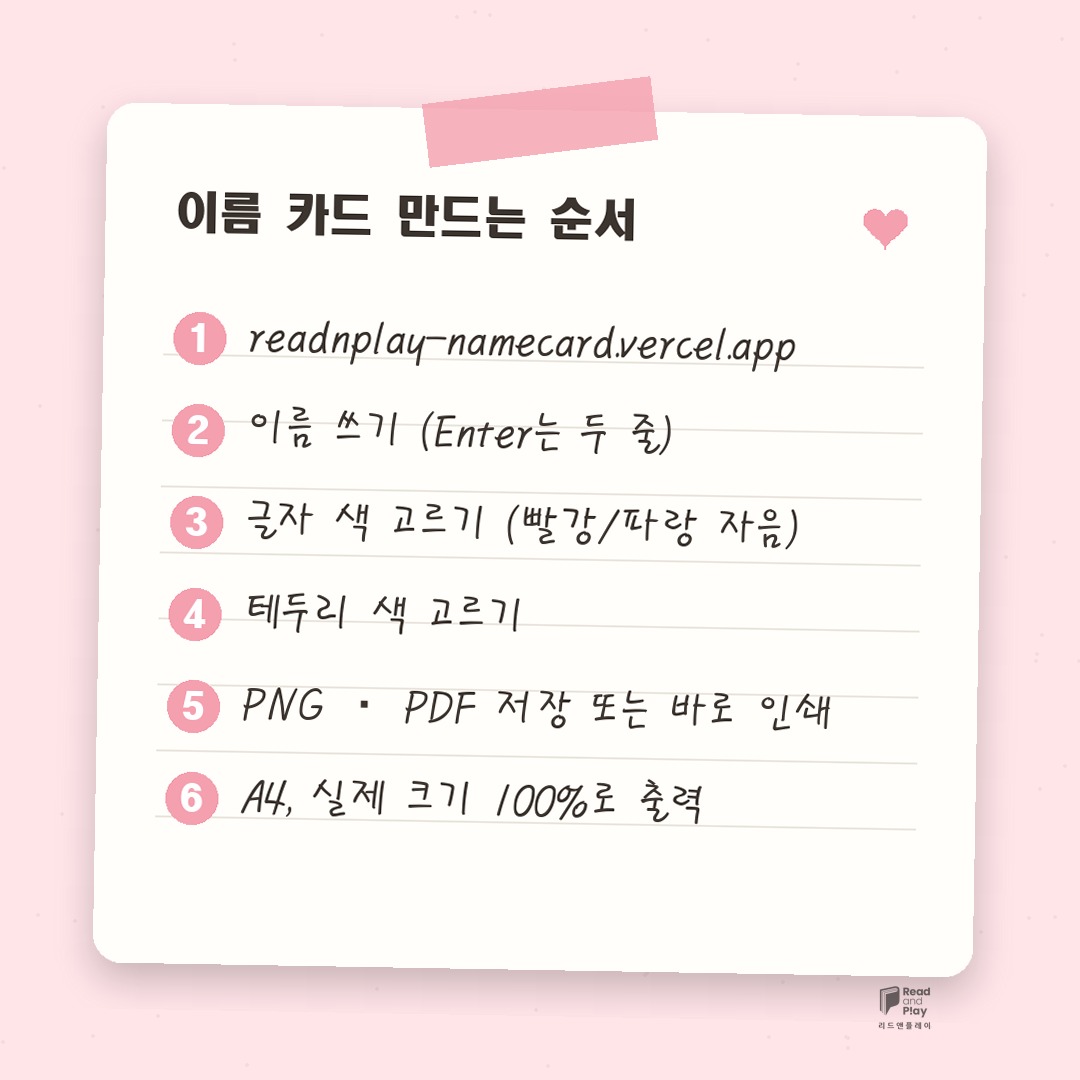 이름 카드 만드는 순서
1 readnplay-namecard.vercel.app
2 이름 쓰기 (Enter는 두 줄)
3 글자 색 고르기 (빨강/파랑 자음)
4 테두리 색 고르기
5 PNG · PDF 저장 또는 바로 인쇄
6 A4, 실제 크기 100%로 출력
Read
and
Play
리드앤플레이